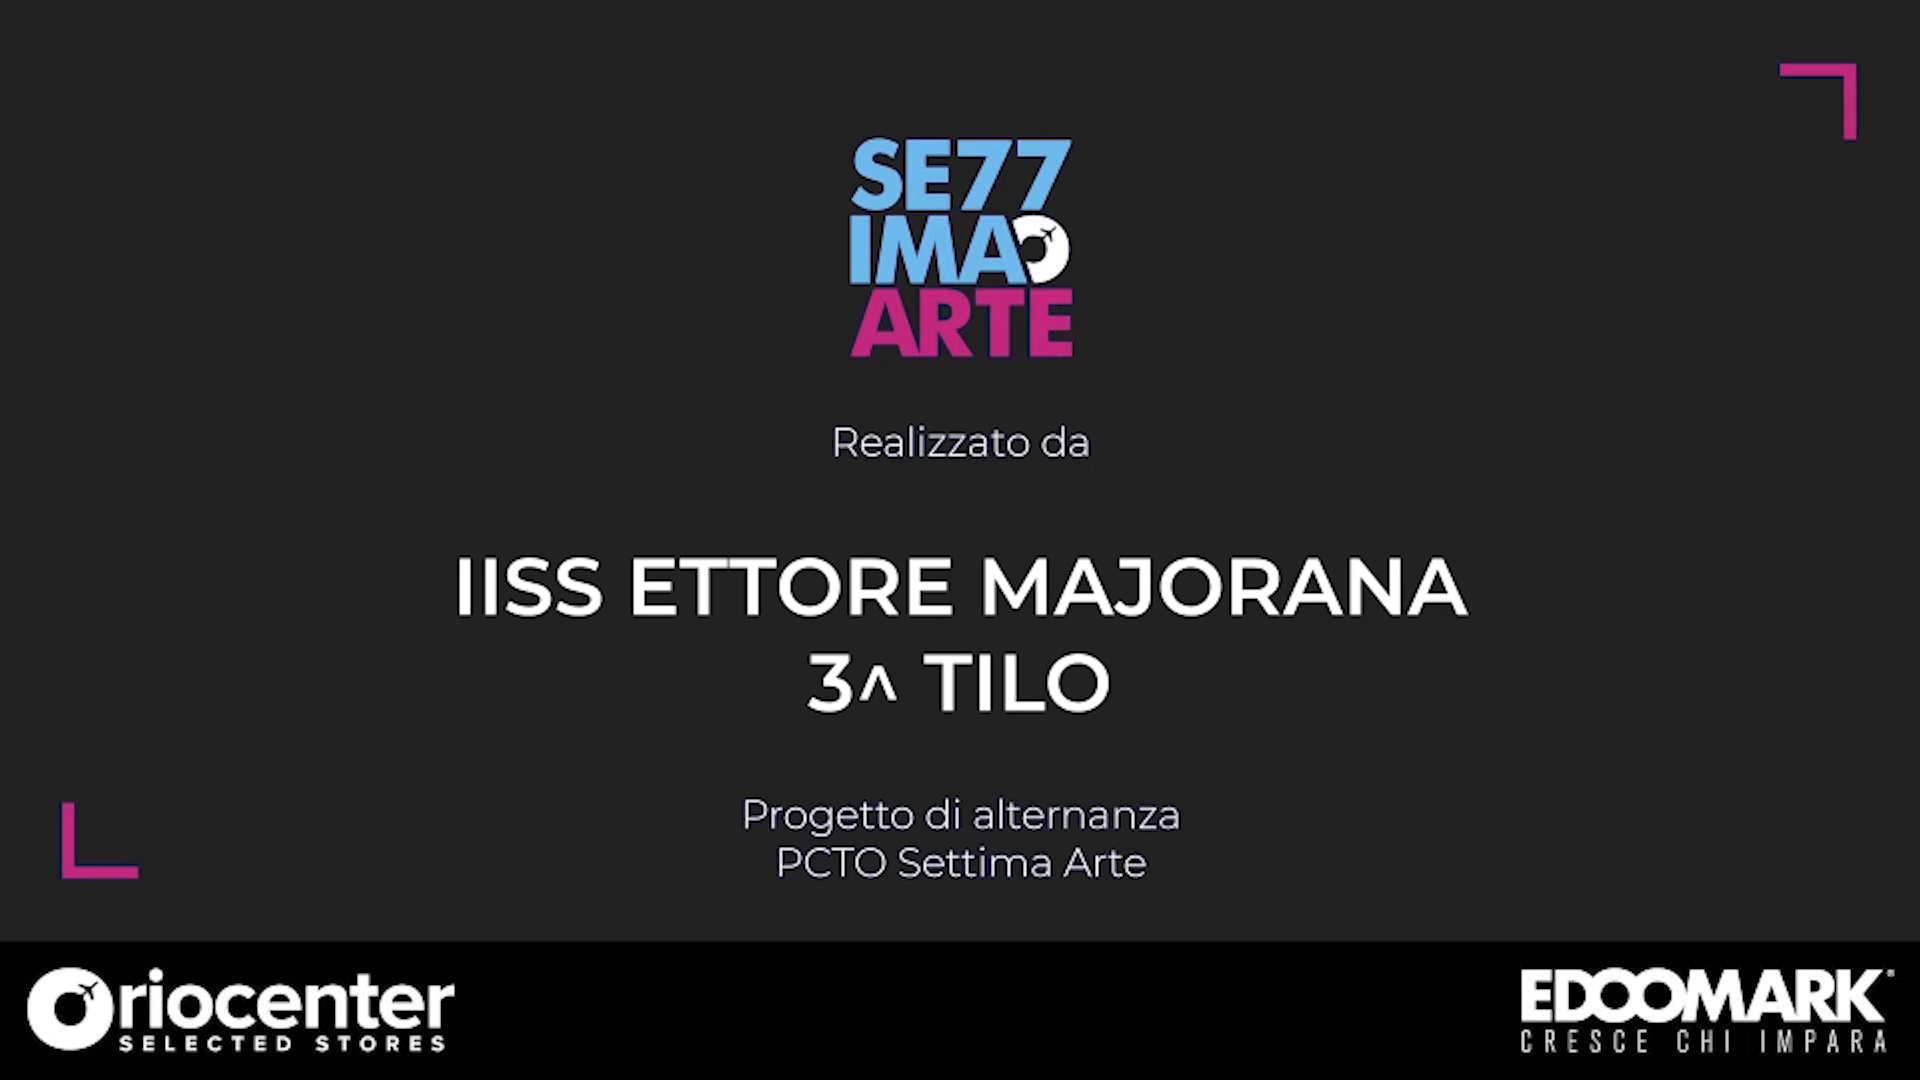 SE77
IMA
ARTE
Realizzato da
IISS ETTORE MAJORANA
3^ TILO
Progetto di alternanza
PCTO Settima Arte
Oriocenter
SELECTED STORES
EDOOMARK®
CRESCE CHI IMPARA